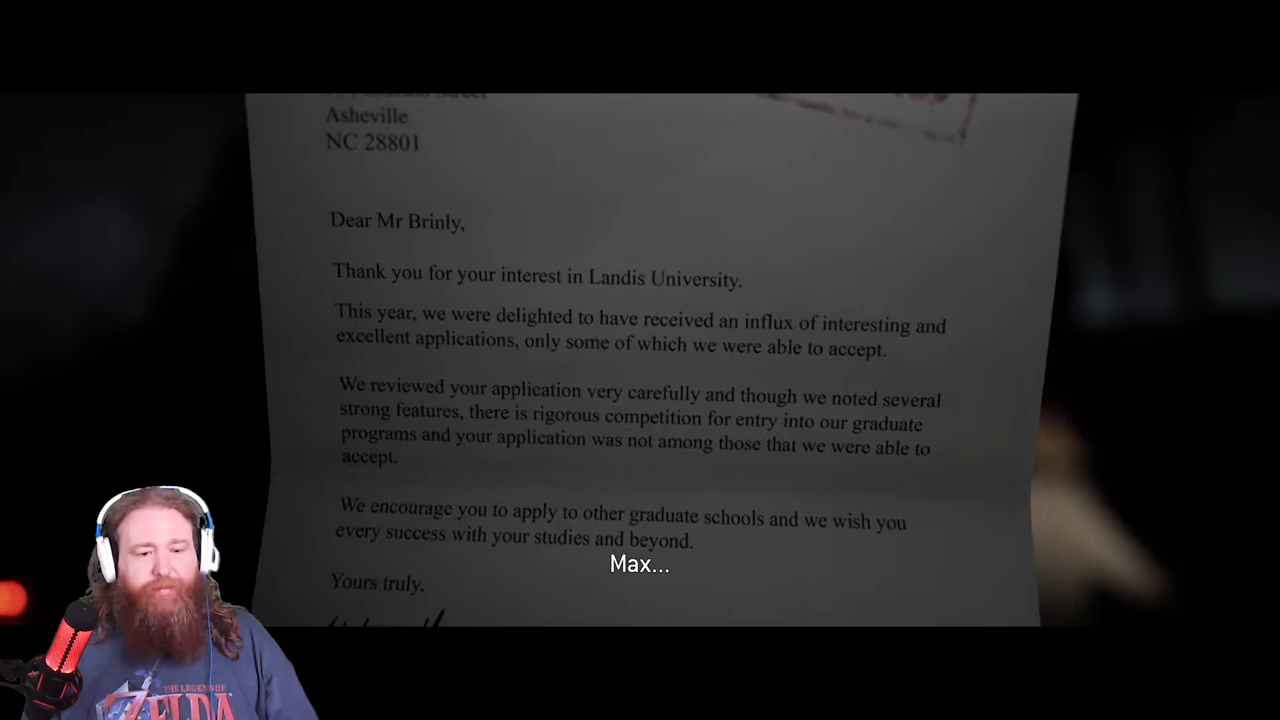 Asheville
NC 28801
Dear Mr Brinly,
Thank you for your interest in Landis University.
This year, we were delighted to have received an influx of interesting and
excellent applications, only some of which we were able to accept.
We reviewed your application very carefully and though we noted several
strong features, there is rigorous competition for entry into our graduate
programs and your application was not among those that we were able to
accept.
We encourage you to apply to other graduate schools and we wish you
every success with your studies and beyond.
Max...
Yours truly,
THE LEGEND OF
ZELDA